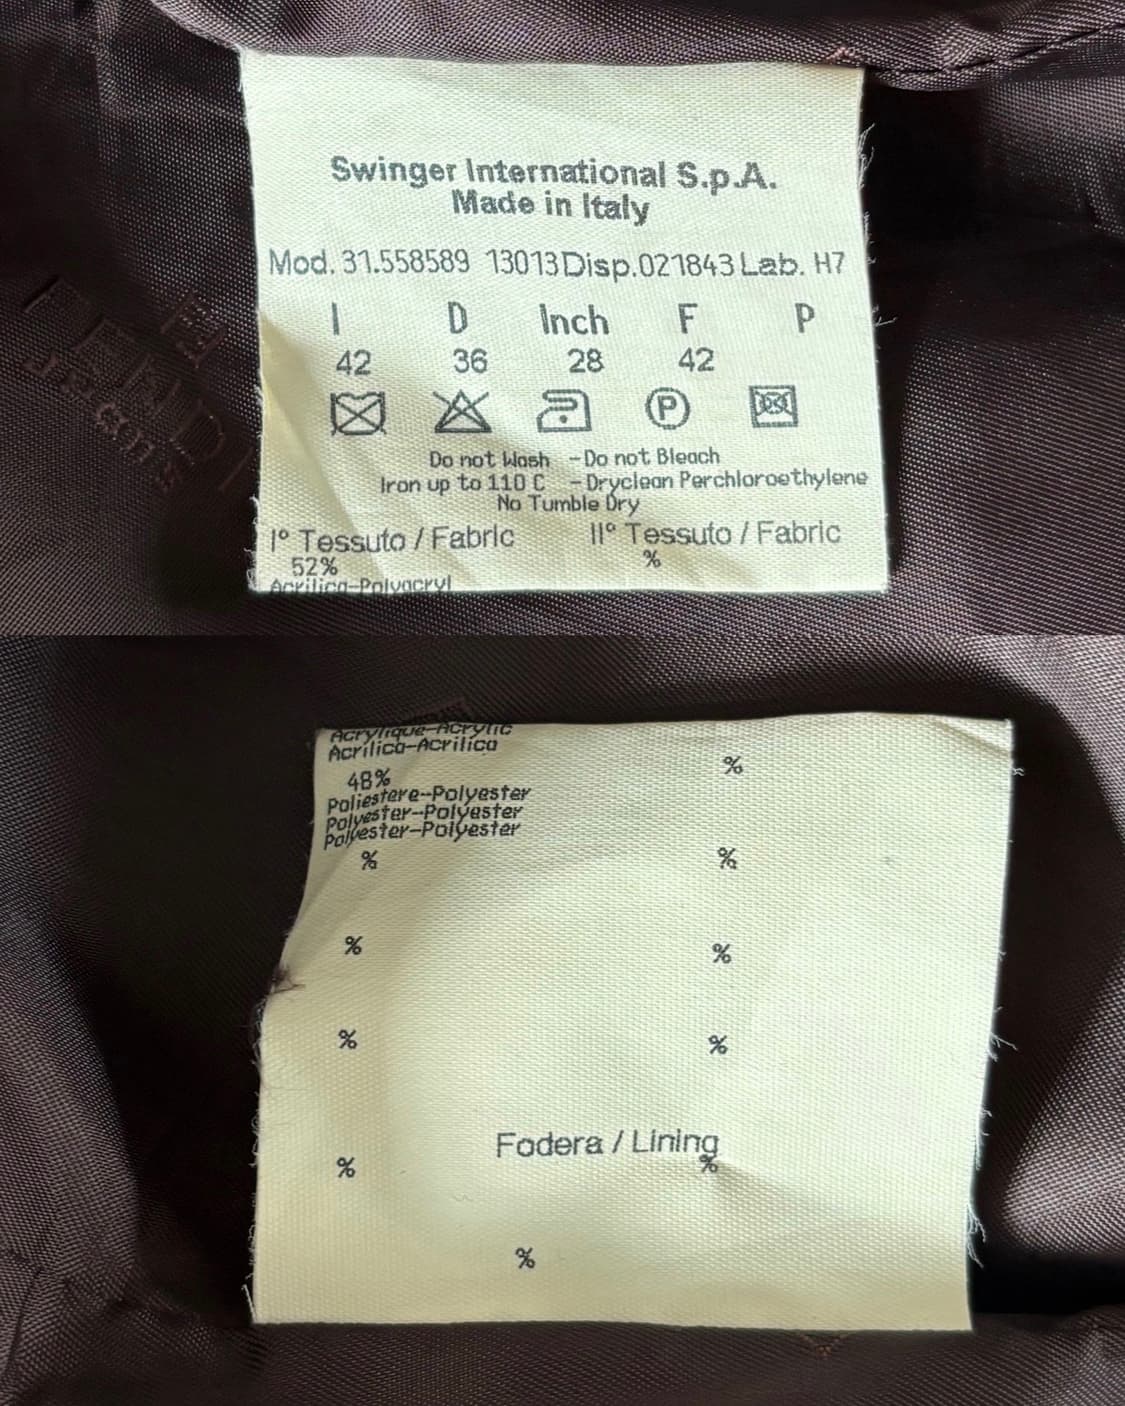 Swinger International S.p.A.
Made in Italy
Mod. 31.558589 13013 Disp.021843 Lab. H7
I D Inch F P
42 36 28 42
P
Do not Wash - Do not Bleach
Iron up to 110 C - Dryclean Perchloroethylene
No Tumble Dry
I° Tessuto / Fabric II° Tessuto / Fabric
52% %
Acrilica-Polyacryl
Acrylique-Acrylic
Acrilica-Acrilica
%
48%
Poliestere-Polyester
Polyester-Polyester
Polyester-Polyester
% %
% %
% %
Fodera / Lining
% %
%